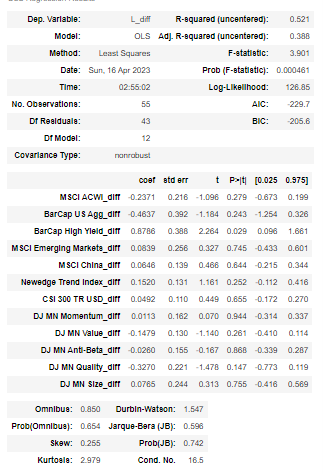 Dep. Variable: L_diff R-squared (uncentered): 0.521
Model: OLS Adj. R-squared (uncentered): 0.388
Method: Least Squares F-statistic: 3.901
Date: Sun, 16 Apr 2023 Prob (F-statistic): 0.000461
Time: 02:55:02 Log-Likelihood: 126.85
No. Observations: 55 AIC: -229.7
Df Residuals: 43 BIC: -205.6
Df Model: 12
Covariance Type: nonrobust
coef std err t P>|t| [0.025 0.975]
MSCI ACWI_diff -0.2371 0.216 -1.096 0.279 -0.673 0.199
BarCap US Agg_diff -0.4637 0.392 -1.184 0.243 -1.254 0.326
BarCap High Yield_diff 0.8786 0.388 2.264 0.029 0.096 1.661
MSCI Emerging Markets_diff 0.0839 0.256 0.327 0.745 -0.433 0.601
MSCI China_diff 0.0646 0.139 0.466 0.644 -0.215 0.344
Newedge Trend Index_diff 0.1520 0.131 1.161 0.252 -0.112 0.416
CSI 300 TR USD_diff 0.0492 0.110 0.449 0.655 -0.172 0.270
DJ MN Momentum_diff 0.0113 0.162 0.070 0.944 -0.314 0.337
DJ MN Value_diff -0.1479 0.130 -1.140 0.261 -0.410 0.114
DJ MN Anti-Beta_diff -0.0260 0.155 -0.167 0.868 -0.339 0.287
DJ MN Quality_diff -0.3270 0.221 -1.478 0.147 -0.773 0.119
DJ MN Size_diff 0.0765 0.244 0.313 0.755 -0.416 0.569
Omnibus: 0.850 Durbin-Watson: 1.547
Prob(Omnibus): 0.654 Jarque-Bera (JB): 0.596
Skew: 0.255 Prob(JB): 0.742
Kurtosis: 2.979 Cond. No. 16.5